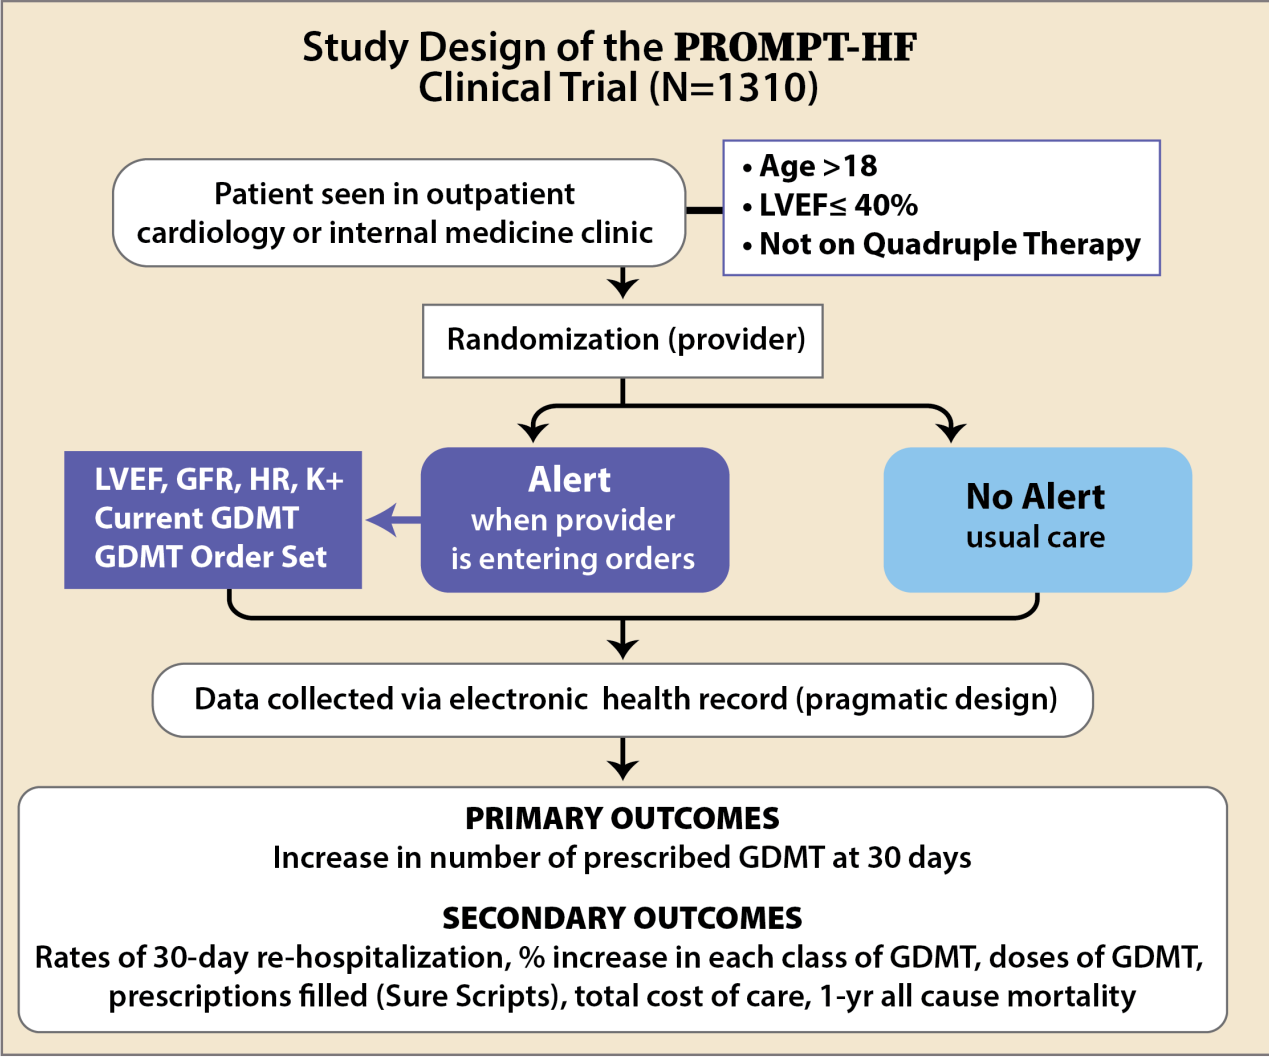 Study Design of the PROMPT-HF
Clinical Trial (N=1310)
Patient seen in outpatient
cardiology or internal medicine clinic
• Age >18
• LVEF≤ 40%
• Not on Quadruple Therapy
Randomization (provider)
LVEF, GFR, HR, K+
Current GDMT
GDMT Order Set
Alert
when provider
is entering orders
No Alert
usual care
Data collected via electronic health record (pragmatic design)
PRIMARY OUTCOMES
Increase in number of prescribed GDMT at 30 days
SECONDARY OUTCOMES
Rates of 30-day re-hospitalization, % increase in each class of GDMT, doses of GDMT,
prescriptions filled (Sure Scripts), total cost of care, 1-yr all cause mortality